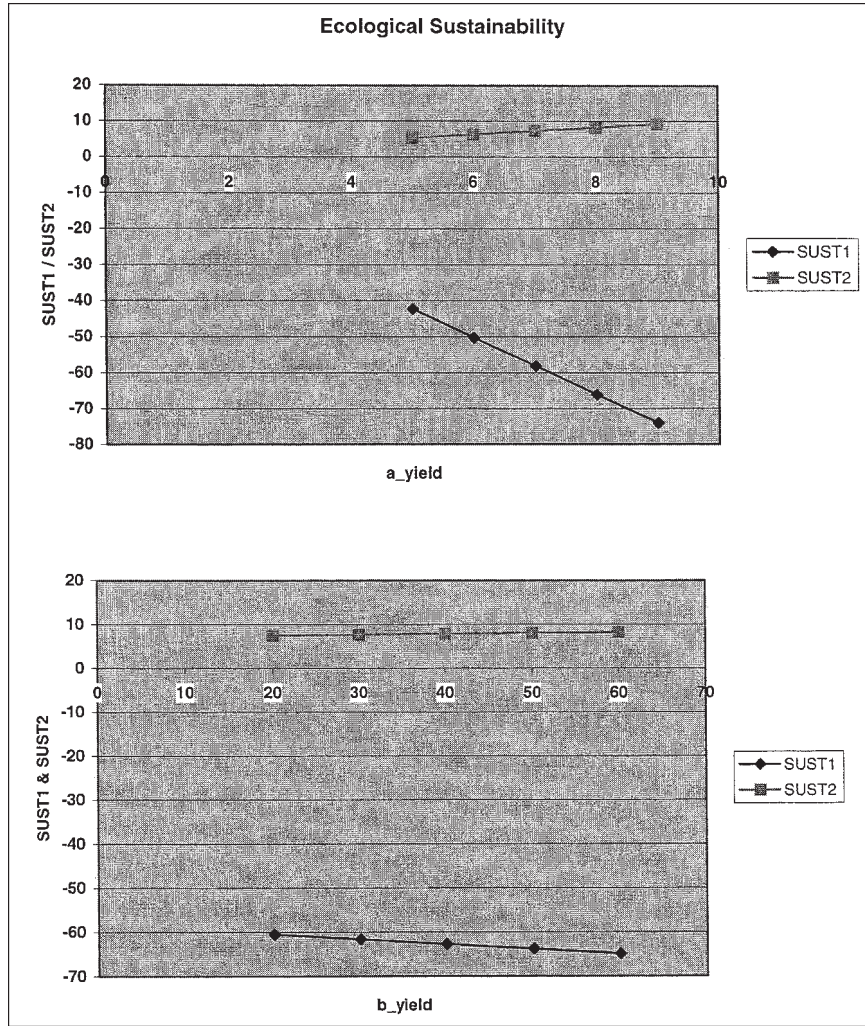 Ecological Sustainability
20
10
0
-10
-20
-30
-40
-50
-60
-70
-80
0 2 4 6 8 10
SUST1 / SUST2
a_yield
SUST1
SUST2
20
10
0
-10
-20
-30
-40
-50
-60
-70
0 10 20 30 40 50 60 70
SUST1 & SUST2
b_yield
SUST1
SUST2